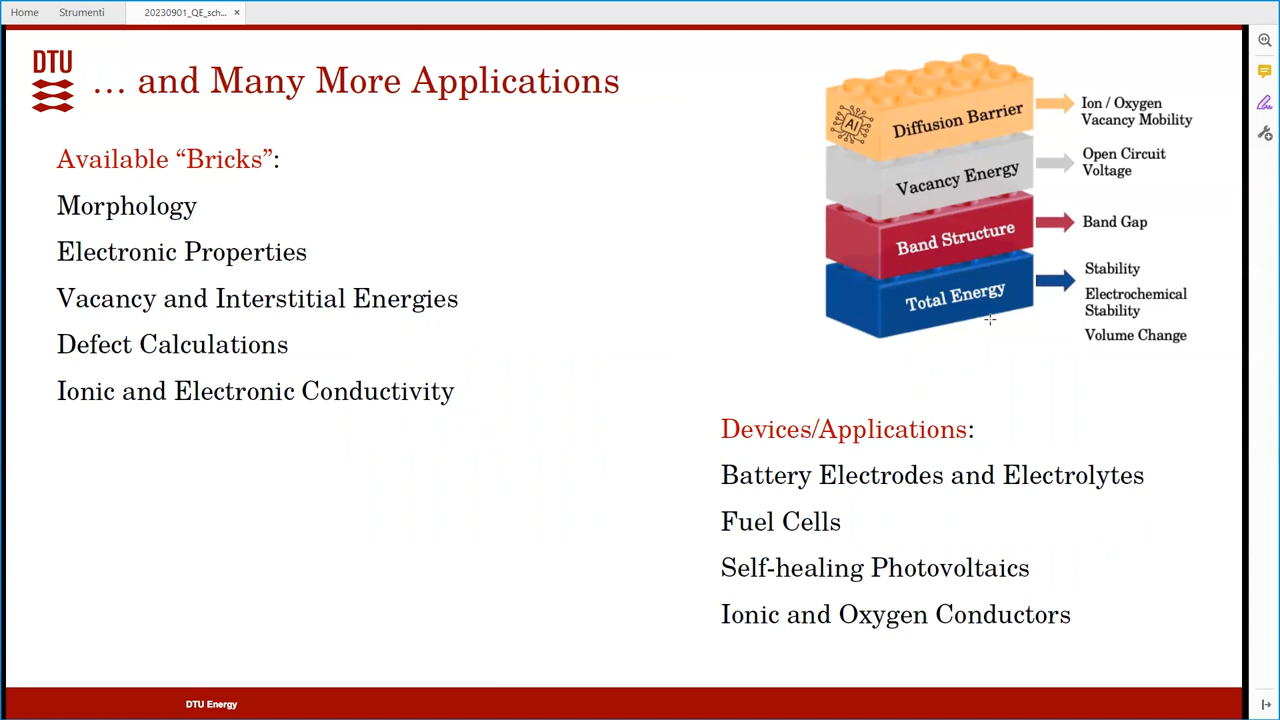 Home
Strumenti
20230901_QE_sch...
×
DTU
... and Many More Applications
Available “Bricks”:
Morphology
Electronic Properties
Vacancy and Interstitial Energies
Defect Calculations
Ionic and Electronic Conductivity
AI
Diffusion Barrier
Ion / Oxygen
Vacancy Mobility
Vacancy Energy
Open Circuit
Voltage
Band Structure
Band Gap
Total Energy
Stability
Electrochemical
Stability
Volume Change
Devices/Applications:
Battery Electrodes and Electrolytes
Fuel Cells
Self-healing Photovoltaics
Ionic and Oxygen Conductors
DTU Energy